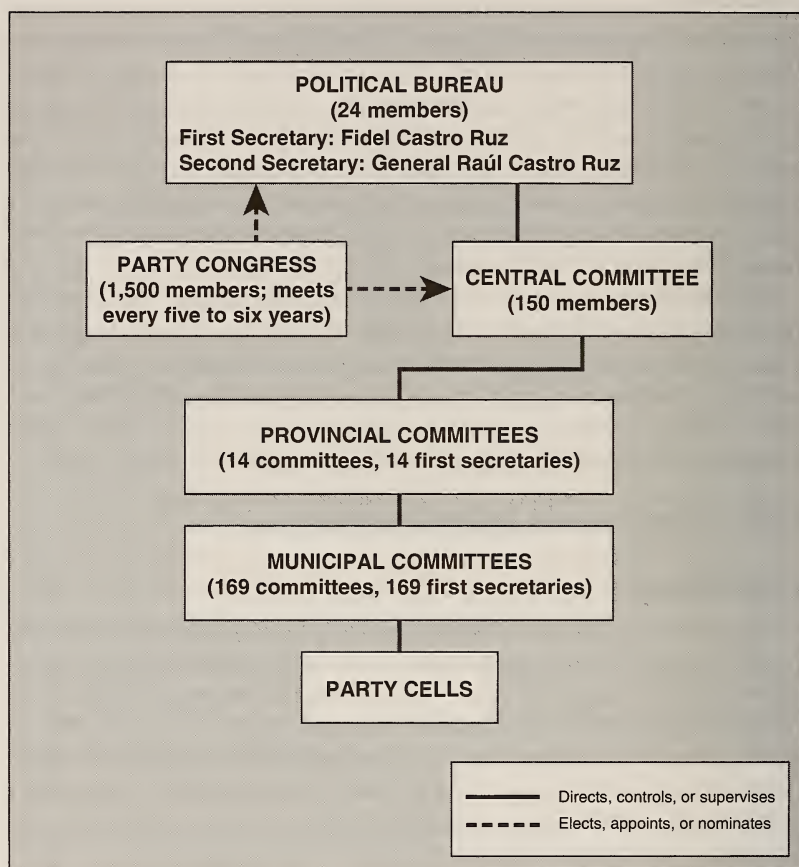 POLITICAL BUREAU
(24 members)
First Secretary: Fidel Castro Ruz
Second Secretary: General Raúl Castro Ruz
PARTY CONGRESS
(1,500 members; meets
every five to six years)
CENTRAL COMMITTEE
(150 members)
PROVINCIAL COMMITTEES
(14 committees, 14 first secretaries)
MUNICIPAL COMMITTEES
(169 committees, 169 first secretaries)
PARTY CELLS
Directs, controls, or supervises
Elects, appoints, or nominates